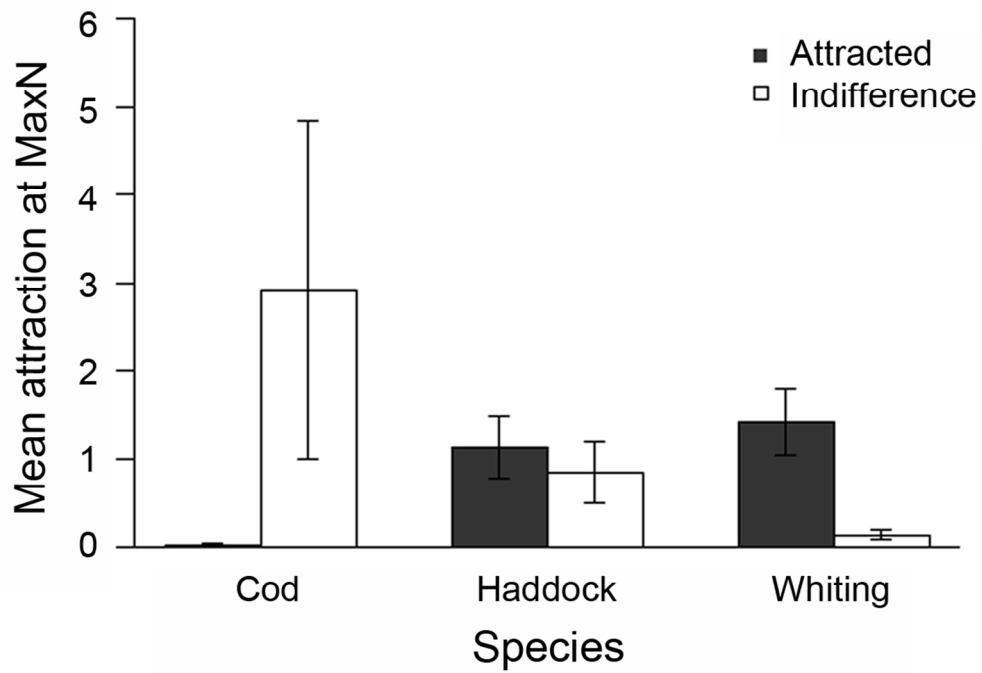 Mean attraction at MaxN
6
5
4
3
2
1
0
Attracted
Indifference
Cod
Haddock
Whiting
Species